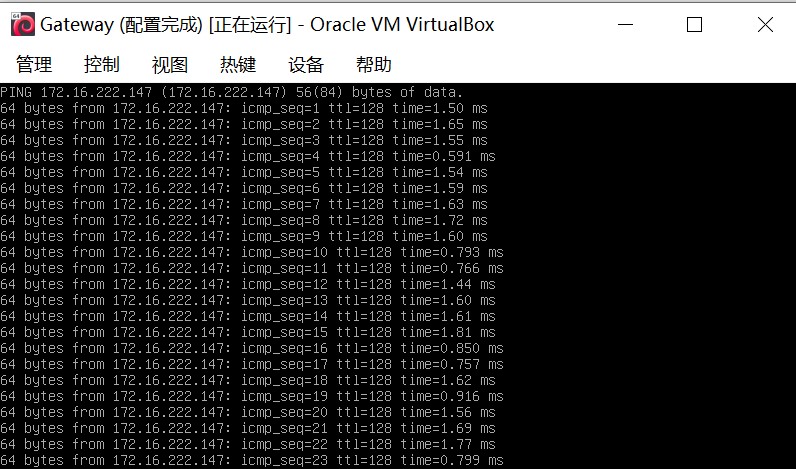 Gateway (配置完成) [正在运行] - Oracle VM VirtualBox
管理 控制 视图 热键 设备 帮助
PING 172.16.222.147 (172.16.222.147) 56(84) bytes of data.
64 bytes from 172.16.222.147: icmp_seq=1 ttl=128 time=1.50 ms
64 bytes from 172.16.222.147: icmp_seq=2 ttl=128 time=1.65 ms
64 bytes from 172.16.222.147: icmp_seq=3 ttl=128 time=1.55 ms
64 bytes from 172.16.222.147: icmp_seq=4 ttl=128 time=0.591 ms
64 bytes from 172.16.222.147: icmp_seq=5 ttl=128 time=1.54 ms
64 bytes from 172.16.222.147: icmp_seq=6 ttl=128 time=1.59 ms
64 bytes from 172.16.222.147: icmp_seq=7 ttl=128 time=1.63 ms
64 bytes from 172.16.222.147: icmp_seq=8 ttl=128 time=1.72 ms
64 bytes from 172.16.222.147: icmp_seq=9 ttl=128 time=1.60 ms
64 bytes from 172.16.222.147: icmp_seq=10 ttl=128 time=0.793 ms
64 bytes from 172.16.222.147: icmp_seq=11 ttl=128 time=0.766 ms
64 bytes from 172.16.222.147: icmp_seq=12 ttl=128 time=1.44 ms
64 bytes from 172.16.222.147: icmp_seq=13 ttl=128 time=1.60 ms
64 bytes from 172.16.222.147: icmp_seq=14 ttl=128 time=1.61 ms
64 bytes from 172.16.222.147: icmp_seq=15 ttl=128 time=1.81 ms
64 bytes from 172.16.222.147: icmp_seq=16 ttl=128 time=0.850 ms
64 bytes from 172.16.222.147: icmp_seq=17 ttl=128 time=0.757 ms
64 bytes from 172.16.222.147: icmp_seq=18 ttl=128 time=1.62 ms
64 bytes from 172.16.222.147: icmp_seq=19 ttl=128 time=0.916 ms
64 bytes from 172.16.222.147: icmp_seq=20 ttl=128 time=1.56 ms
64 bytes from 172.16.222.147: icmp_seq=21 ttl=128 time=1.69 ms
64 bytes from 172.16.222.147: icmp_seq=22 ttl=128 time=1.77 ms
64 bytes from 172.16.222.147: icmp_seq=23 ttl=128 time=0.799 ms